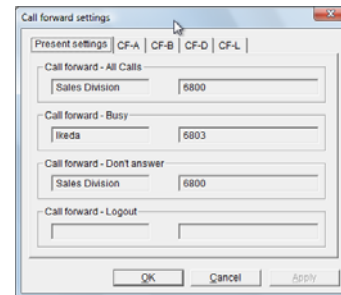 Call forward settings
Present settings CF-A CF-B CF-D CF-L
Call forward - All Calls
Sales Division 6800
Call forward - Busy
Ikeda 6803
Call forward - Don't answer
Sales Division 6800
Call forward - Logout
OK Cancel Apply